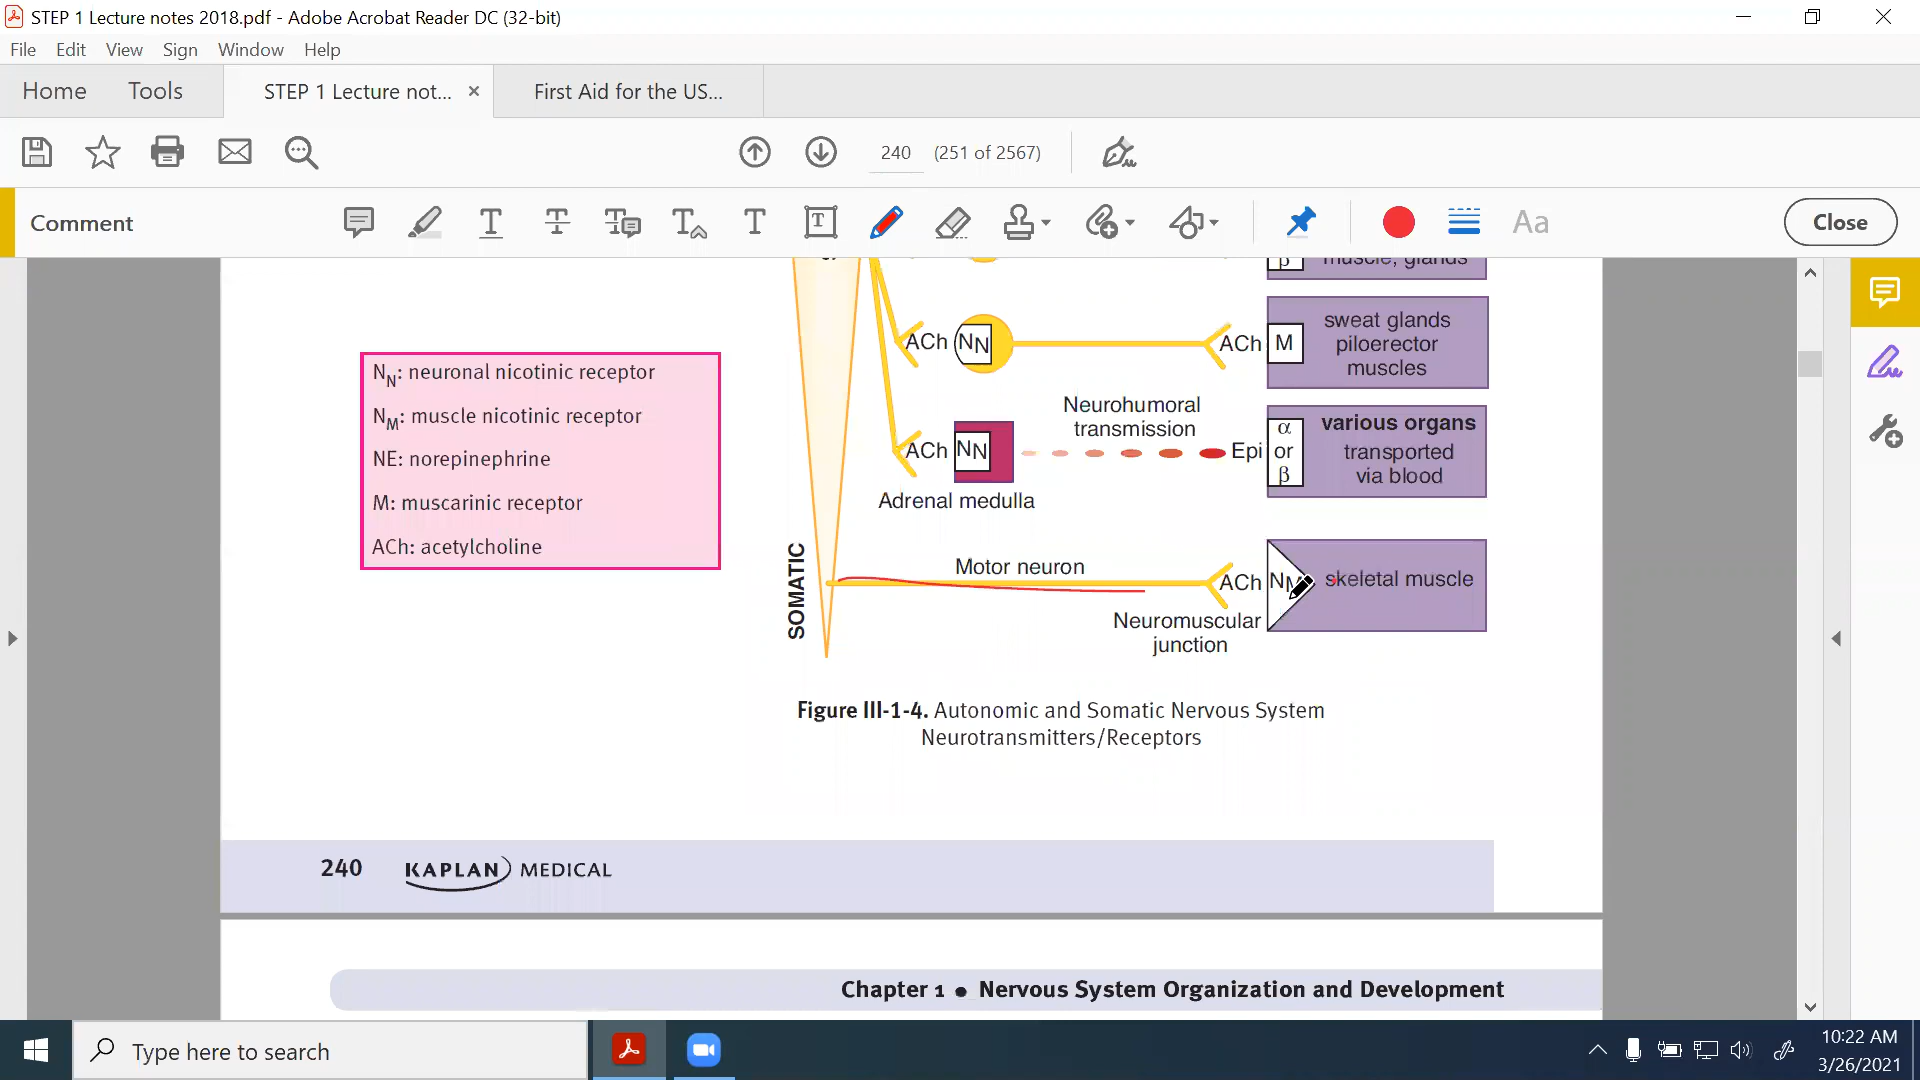 STEP 1 Lecture notes 2018.pdf - Adobe Acrobat Reader DC (32-bit)
File Edit View Sign Window Help
Home Tools STEP 1 Lecture not... × First Aid for the US...
240 (251 of 2567)
Comment T Aa Close
β muscle, glands
ACh NN ACh M sweat glands
piloerector
muscles
NN: neuronal nicotinic receptor
NM: muscle nicotinic receptor
NE: norepinephrine
M: muscarinic receptor
ACh: acetylcholine
Neurohumoral
transmission
ACh NN Epi α or β various organs
transported
via blood
Adrenal medulla
SOMATIC
Motor neuron
ACh NM skeletal muscle
Neuromuscular
junction
Figure III-1-4. Autonomic and Somatic Nervous System
Neurotransmitters/Receptors
240 KAPLAN MEDICAL
Chapter 1 ● Nervous System Organization and Development
Type here to search
10:22 AM
3/26/2021